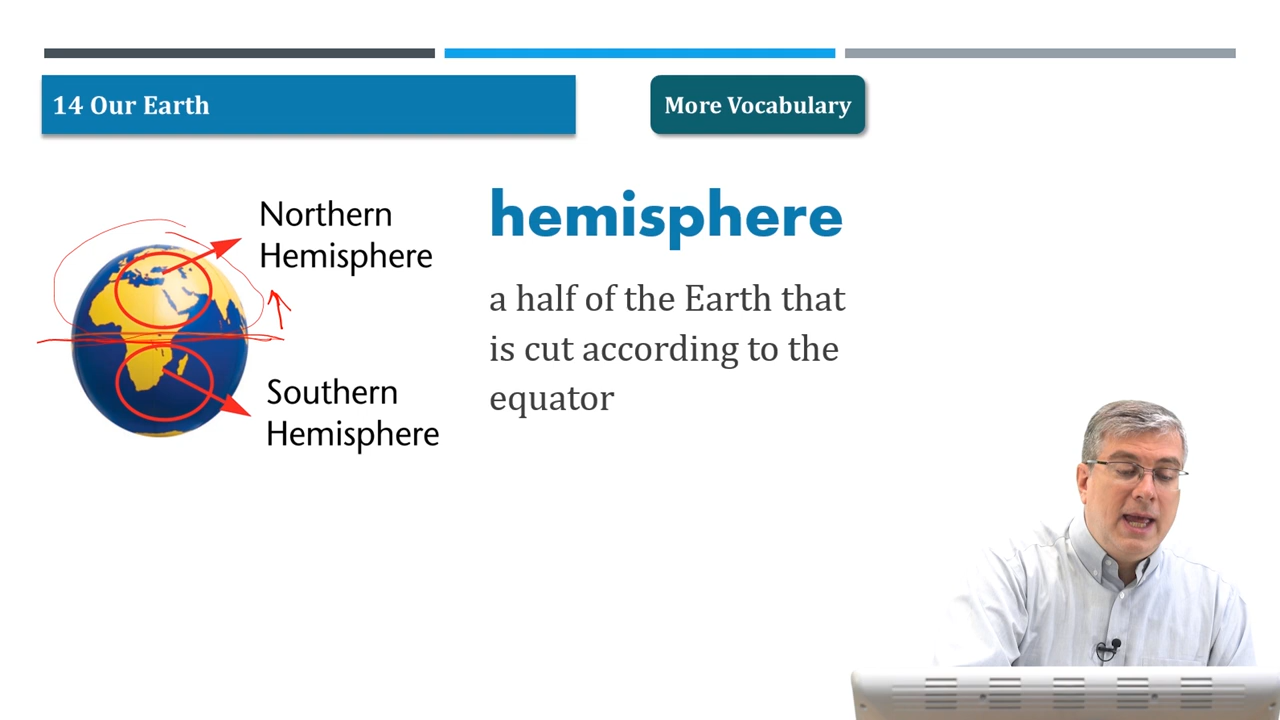 14 Our Earth
More Vocabulary
Northern
Hemisphere
Southern
Hemisphere
hemisphere
a half of the Earth that
is cut according to the
equator